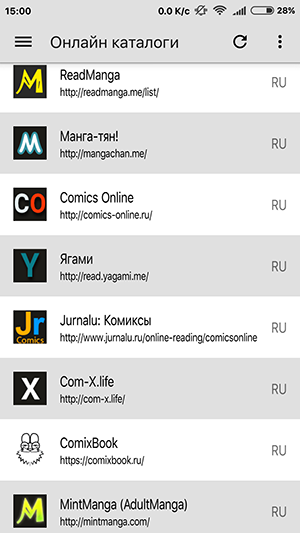 15:00 0.0 K/c 28%
Онлайн каталоги
M ReadManga RU
http://readmanga.me/list/
M Манга-тян! RU
http://mangachan.me/
CO Comics Online RU
http://comics-online.ru/
Y Ягами RU
http://read.yagami.me/
Jr Comics Jurnalu: Комиксы RU
http://www.jurnalu.ru/online-reading/comicsonline
X Com-X.life RU
http://com-x.life/
ComixBook RU
https://comixbook.ru/
M MintManga (AdultManga) RU
http://mintmanga.com/